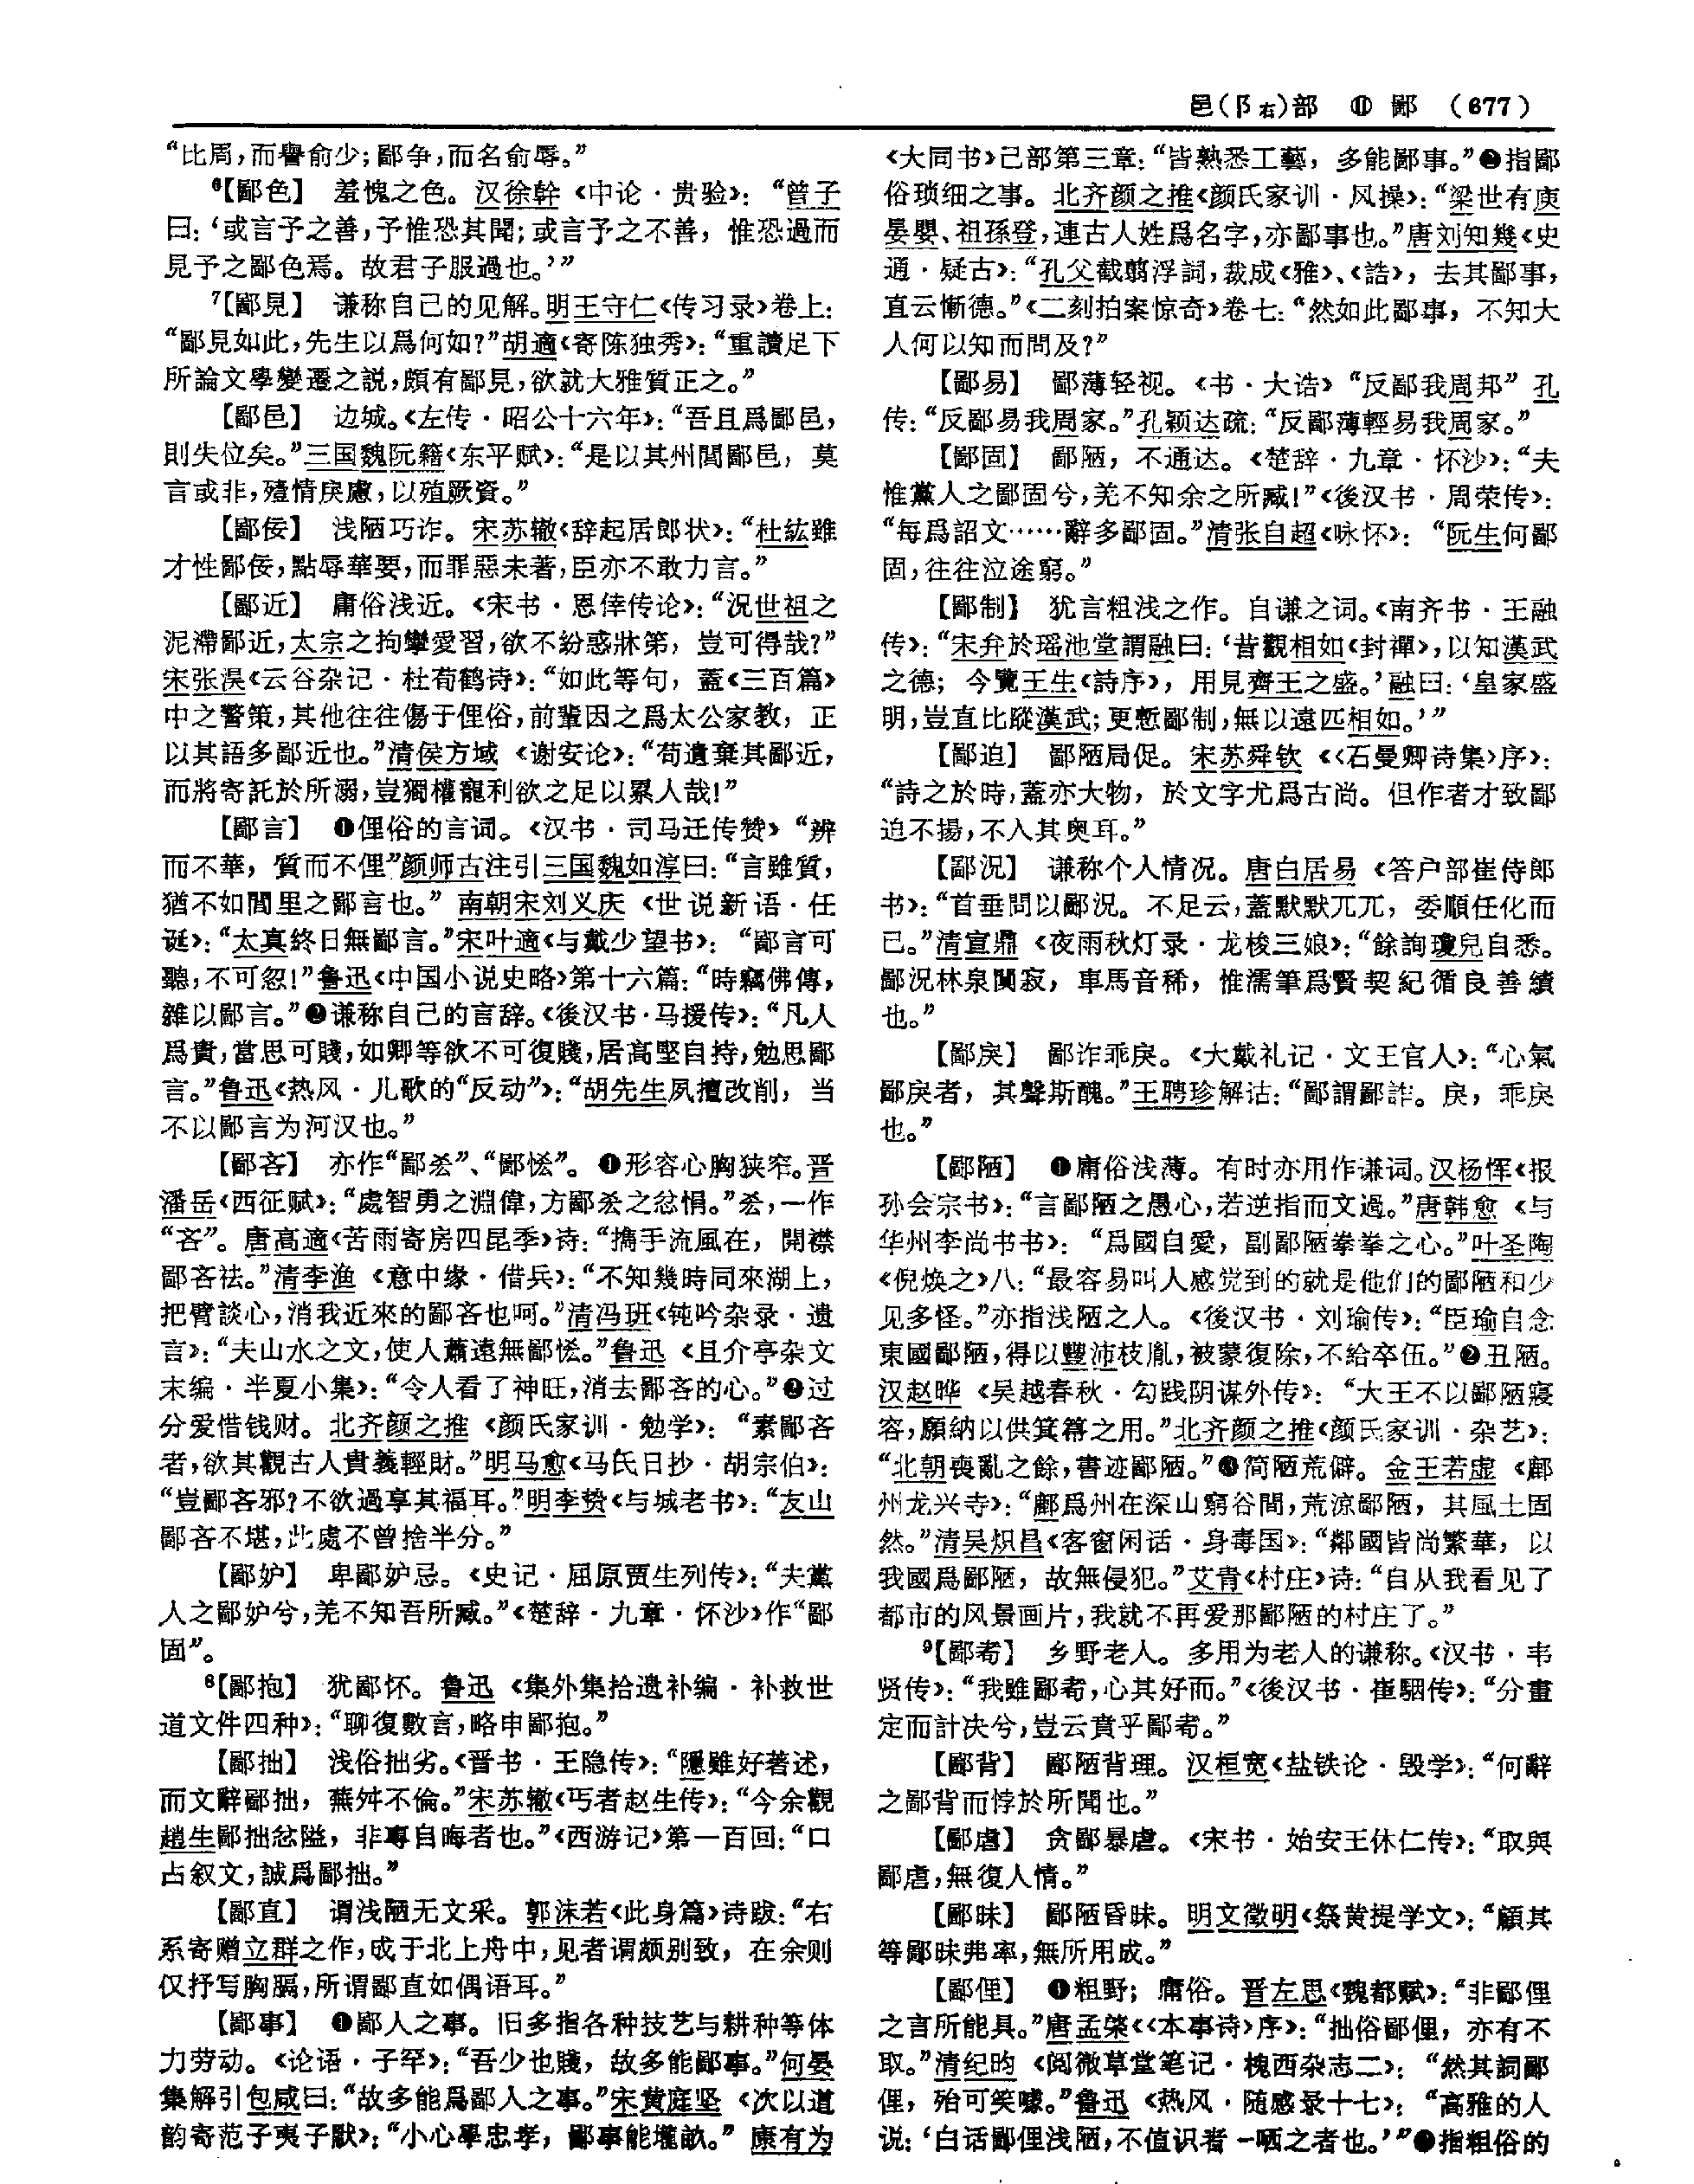 邑(阝右)部 ⑪ 鄙 (677)
“比周,而譽俞少;鄙争,而名俞辱。”
⁶【鄙色】 羞愧之色。汉徐幹《中论·贵验》:“曾子
曰:‘或言予之善,予惟恐其聞;或言予之不善,惟恐過而
見予之鄙色焉。故君子服過也。’”
⁷【鄙見】 谦称自己的见解。明王守仁《传习录》卷上:
“鄙見如此,先生以爲何如?”胡適《寄陈独秀》:“重讀足下
所論文學變遷之説,頗有鄙見,欲就大雅質正之。”
【鄙邑】 边城。《左传·昭公十六年》:“吾且爲鄙邑,
則失位矣。”三国魏阮籍《东平赋》:“是以其州閭鄙邑,莫
言或非,殪情戾慮,以殖厥資。”
【鄙佞】 浅陋巧诈。宋苏辙《辞起居郎状》:“杜紘雖
才性鄙佞,點辱華要,而罪惡未著,臣亦不敢力言。”
【鄙近】 庸俗浅近。《宋书·恩倖传论》:“況世祖之
泥滯鄙近,太宗之拘攣愛習,欲不紛惑牀笫,豈可得哉?”
宋张淏《云谷杂记·杜荀鹤诗》:“如此等句,蓋《三百篇》
中之警策,其他往往傷于俚俗,前輩因之爲太公家教,正
以其語多鄙近也。”清侯方域《谢安论》:“苟遺棄其鄙近,
而將寄託於所溺,豈獨權寵利欲之足以累人哉!”
【鄙言】 ❶俚俗的言词。《汉书·司马迁传赞》“辨
而不華,質而不俚”颜师古注引三国魏如淳曰:“言雖質,
猶不如閭里之鄙言也。”南朝宋刘义庆《世说新语·任
诞》:“太真終日無鄙言。”宋叶適《与戴少望书》:“鄙言可
聽,不可忽!”鲁迅《中国小说史略》第十六篇:“時竊佛傳,
雜以鄙言。”❷谦称自己的言辞。《後汉书·马援传》:“凡人
爲貴,當思可賤,如卿等欲不可復賤,居高堅自持,勉思鄙
言。”鲁迅《热风·儿歌的“反动”》:“胡先生夙擅改削,当
不以鄙言为河汉也。”
【鄙吝】 亦作“鄙𠫤”、“鄙恡”。❶形容心胸狭窄。晋
潘岳《西征赋》:“處智勇之淵偉,方鄙𠫤之忿悁。”𠫤,一作
“吝”。唐高適《苦雨寄房四昆季》诗:“擕手流風在,開襟
鄙吝祛。”清李渔《意中缘·借兵》:“不知幾時同來湖上,
把臂談心,消我近來的鄙吝也呵。”清冯班《钝吟杂录·遗
言》:“夫山水之文,使人蕭遠無鄙恡。”鲁迅《且介亭杂文
末编·半夏小集》:“令人看了神旺,消去鄙吝的心。”❷过
分爱惜钱财。北齐颜之推《颜氏家训·勉学》:“素鄙吝
者,欲其觀古人貴義輕財。”明马愈《马氏日抄·胡宗伯》:
“豈鄙吝邪?不欲過享其福耳。”明李贽《与城老书》:“友山
鄙吝不堪,此處不曾捨半分。”
【鄙妒】 卑鄙妒忌。《史记·屈原贾生列传》:“夫黨
人之鄙妒兮,羌不知吾所臧。”《楚辞·九章·怀沙》作“鄙
固”。
⁸【鄙抱】 犹鄙怀。鲁迅《集外集拾遗补编·补救世
道文件四种》:“聊復數言,略申鄙抱。”
【鄙拙】 浅俗拙劣。《晋书·王隐传》:“隱雖好著述,
而文辭鄙拙,蕪舛不倫。”宋苏辙《丐者赵生传》:“今余觀
趙生鄙拙忿隘,非專自晦者也。”《西游记》第一百回:“口
占叙文,誠爲鄙拙。”
【鄙直】 谓浅陋无文采。郭沫若《此身篇》诗跋:“右
系寄赠立群之作,成于北上舟中,见者谓颇别致,在余则
仅抒写胸膈,所谓鄙直如偶语耳。”
【鄙事】 ❶鄙人之事。旧多指各种技艺与耕种等体
力劳动。《论语·子罕》:“吾少也賤,故多能鄙事。”何晏
集解引包咸曰:“故多能爲鄙人之事。”宋黄庭坚《次以道
韵寄范子夷子默》:“小心學忠孝,鄙事能壠畝。”康有为
《大同书》己部第三章:“皆熟悉工藝,多能鄙事。”❷指鄙
俗琐细之事。北齐颜之推《颜氏家训·风操》:“梁世有庾
晏嬰、祖孫登,連古人姓爲名字,亦鄙事也。”唐刘知幾《史
通·疑古》:“孔父截翦浮詞,裁成《雅》、《誥》,去其鄙事,
直云慚德。”《二刻拍案惊奇》卷七:“然如此鄙事,不知大
人何以知而問及?”
【鄙易】 鄙薄轻视。《书·大诰》“反鄙我周邦”孔
传:“反鄙易我周家。”孔颖达疏:“反鄙薄輕易我周家。”
【鄙固】 鄙陋,不通达。《楚辞·九章·怀沙》:“夫
惟黨人之鄙固兮,羌不知余之所臧!”《後汉书·周荣传》:
“每爲詔文……辭多鄙固。”清张自超《咏怀》:“阮生何鄙
固,往往泣途窮。”
【鄙制】 犹言粗浅之作。自谦之词。《南齐书·王融
传》:“宋弁於瑶池堂謂融曰:‘昔觀相如《封禪》,以知漢武
之德;今覽王生《詩序》,用見齊王之盛。’融曰:‘皇家盛
明,豈直比蹤漢武;更慙鄙制,無以遠匹相如。’”
【鄙迫】 鄙陋局促。宋苏舜钦《〈石曼卿诗集〉序》:
“詩之於時,蓋亦大物,於文字尤爲古尚。但作者才致鄙
迫不揚,不入其奥耳。”
【鄙況】 谦称个人情况。唐白居易《答户部崔侍郎
书》:“首垂問以鄙況。不足云,蓋默默兀兀,委順任化而
已。”清宣鼎《夜雨秋灯录·龙梭三娘》:“餘詢瓊兒自悉。
鄙況林泉闃寂,車馬音稀,惟濡筆爲賢契紀循良善績
也。”
【鄙戾】 鄙诈乖戾。《大戴礼记·文王官人》:“心氣
鄙戾者,其聲斯醜。”王聘珍解诂:“鄙謂鄙詐。戾,乖戾
也。”
【鄙陋】 ❶庸俗浅薄。有时亦用作谦词。汉杨恽《报
孙会宗书》:“言鄙陋之愚心,若逆指而文過。”唐韩愈《与
华州李尚书书》:“爲國自愛,副鄙陋拳拳之心。”叶圣陶
《倪焕之》八:“最容易叫人感觉到的就是他们的鄙陋和少
见多怪。”亦指浅陋之人。《後汉书·刘瑜传》:“臣瑜自念
東國鄙陋,得以豐沛枝胤,被蒙復除,不給卒伍。”❷丑陋。
汉赵晔《吴越春秋·勾践阴谋外传》:“大王不以鄙陋寢
容,願納以供箕箒之用。”北齐颜之推《颜氏家训·杂艺》:
“北朝喪亂之餘,書迹鄙陋。”❸简陋荒僻。金王若虚《鄜
州龙兴寺》:“鄜爲州在深山窮谷間,荒涼鄙陋,其風土固
然。”清吴炽昌《客窗闲话·身毒国》:“鄰國皆尚繁華,以
我國爲鄙陋,故無侵犯。”艾青《村庄》诗:“自从我看见了
都市的风景画片,我就不再爱那鄙陋的村庄了。”
⁹【鄙耇】 乡野老人。多用为老人的谦称。《汉书·韦
贤传》:“我雖鄙耇,心其好而。”《後汉书·崔駰传》:“分畫
定而計决兮,豈云賁乎鄙耇。”
【鄙背】 鄙陋背理。汉桓宽《盐铁论·毁学》:“何辭
之鄙背而悖於所聞也。”
【鄙虐】 贪鄙暴虐。《宋书·始安王休仁传》:“取與
鄙虐,無復人情。”
【鄙昧】 鄙陋昏昧。明文徵明《祭黄提学文》:“顧其
等鄙昧弗率,無所用成。”
【鄙俚】 ❶粗野;庸俗。晋左思《魏都赋》:“非鄙俚
之言所能具。”唐孟棨《〈本事诗〉序》:“拙俗鄙俚,亦有不
取。”清纪昀《阅微草堂笔记·槐西杂志二》:“然其詞鄙
俚,殆可笑噱。”鲁迅《热风·随感录十七》:“高雅的人
说:‘白话鄙俚浅陋,不值识者一哂之者也。’”❷指粗俗的